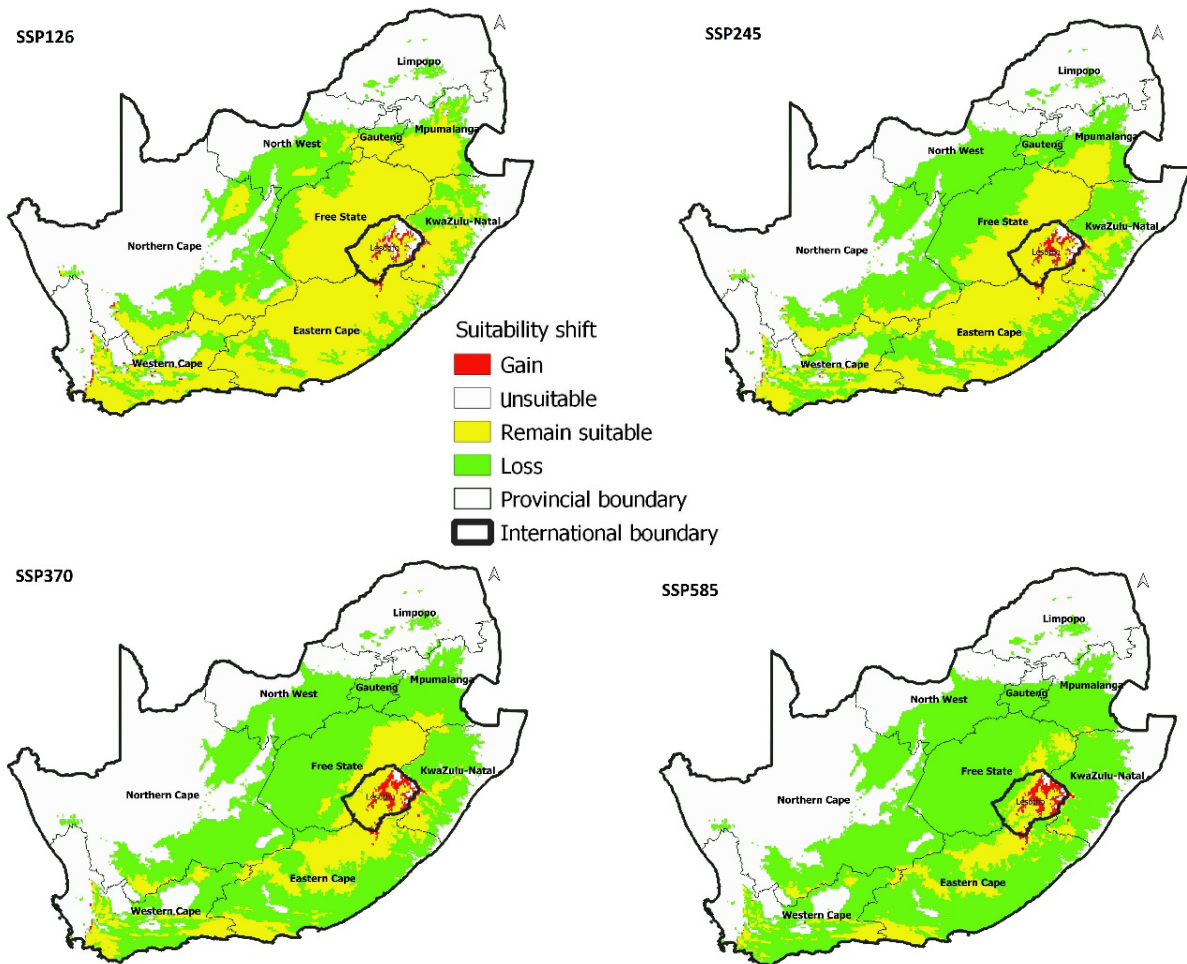 SSP126
Limpopo
Mpumalanga
Gauteng
North West
Free State
KwaZulu-Natal
Lesotho
Northern Cape
Eastern Cape
Western Cape
SSP245
Limpopo
Mpumalanga
Gauteng
North West
Free State
KwaZulu-Natal
Lesotho
Northern Cape
Eastern Cape
Western Cape
Suitability shift
Gain
Unsuitable
Remain suitable
Loss
Provincial boundary
International boundary
SSP370
Limpopo
Mpumalanga
Gauteng
North West
Free State
KwaZulu-Natal
Lesotho
Northern Cape
Eastern Cape
Western Cape
SSP585
Limpopo
Mpumalanga
Gauteng
North West
Free State
KwaZulu-Natal
Lesotho
Northern Cape
Eastern Cape
Western Cape